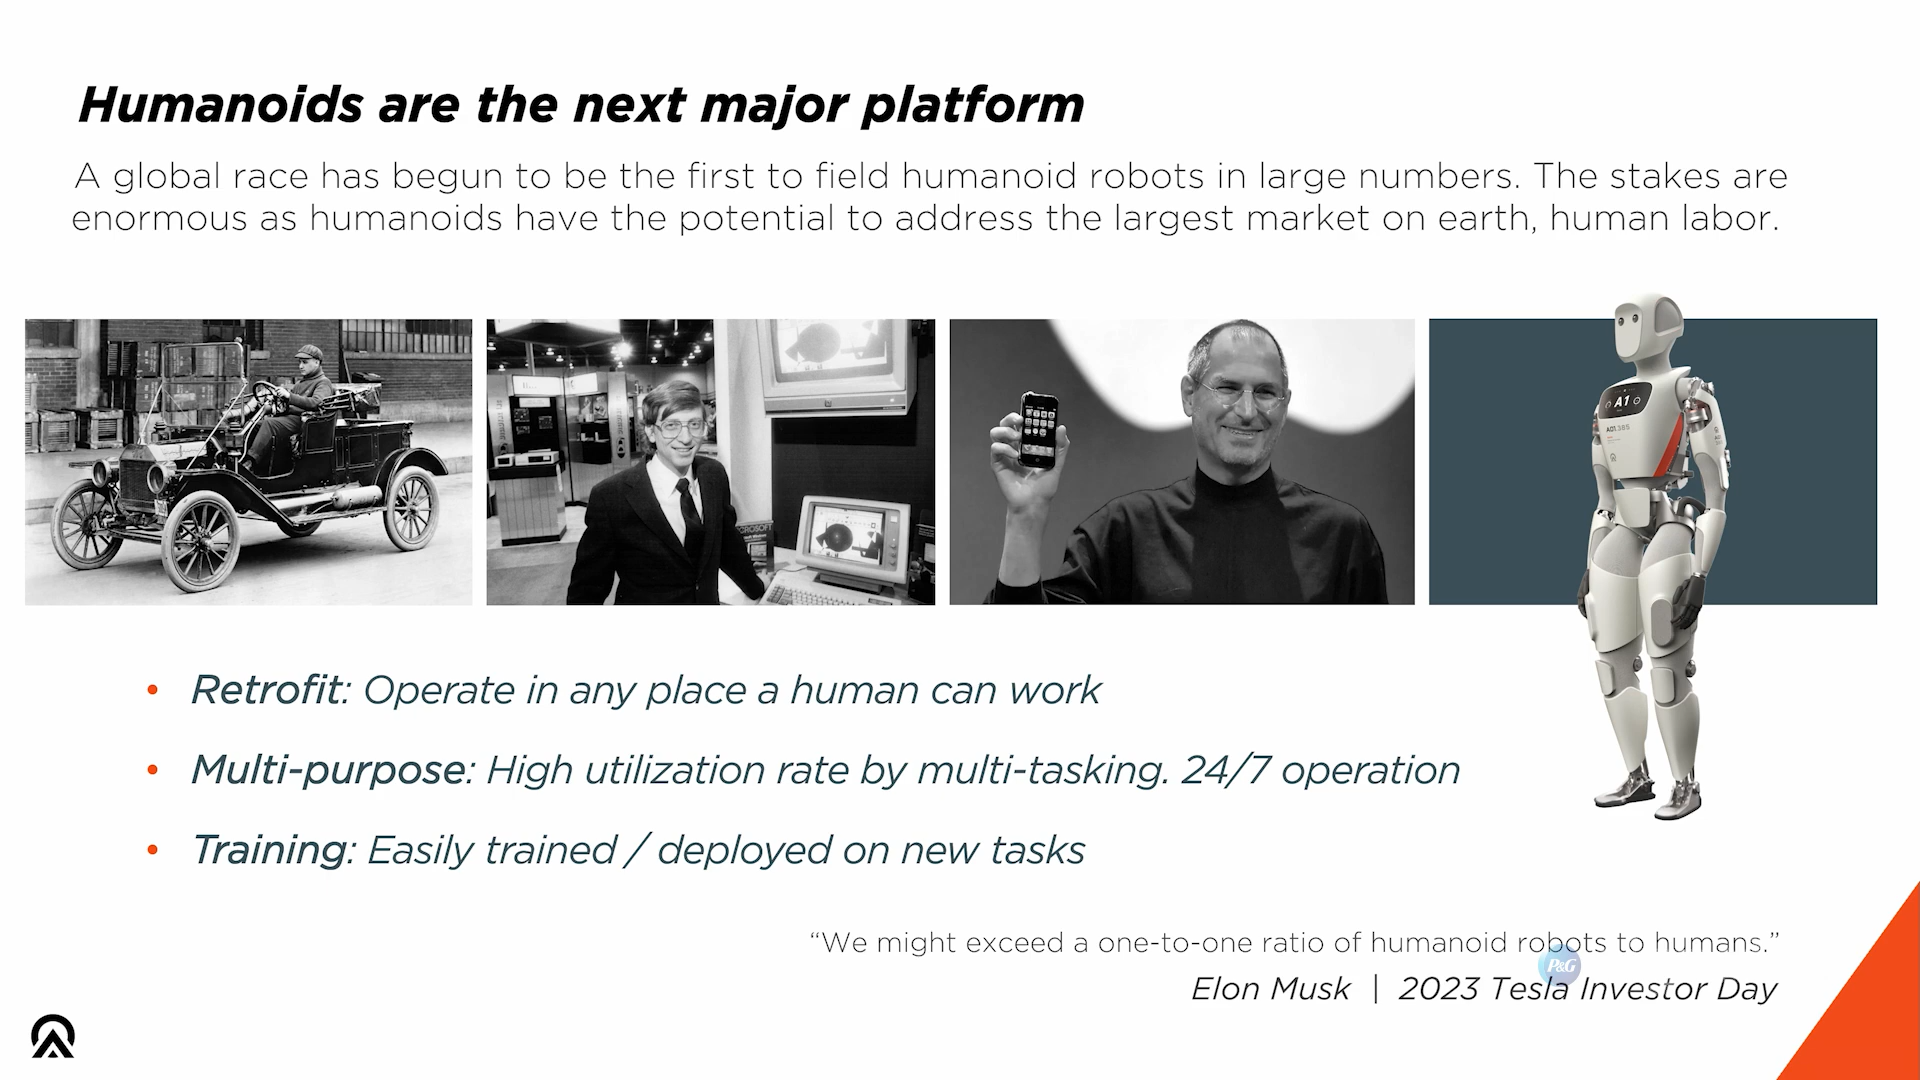 Humanoids are the next major platform
A global race has begun to be the first to field humanoid robots in large numbers. The stakes are
enormous as humanoids have the potential to address the largest market on earth, human labor.
A1
MICROSOFT
• Retrofit: Operate in any place a human can work
• Multi-purpose: High utilization rate by multi-tasking. 24/7 operation
• Training: Easily trained / deployed on new tasks
“We might exceed a one-to-one ratio of humanoid robots to humans.”
P&G
Elon Musk | 2023 Tesla Investor Day